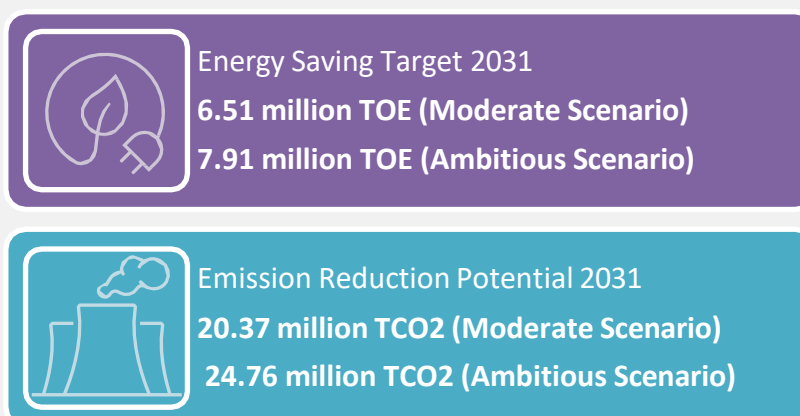 Energy Saving Target 2031
6.51 million TOE (Moderate Scenario)
7.91 million TOE (Ambitious Scenario)
Emission Reduction Potential 2031
20.37 million TCO2 (Moderate Scenario)
24.76 million TCO2 (Ambitious Scenario)